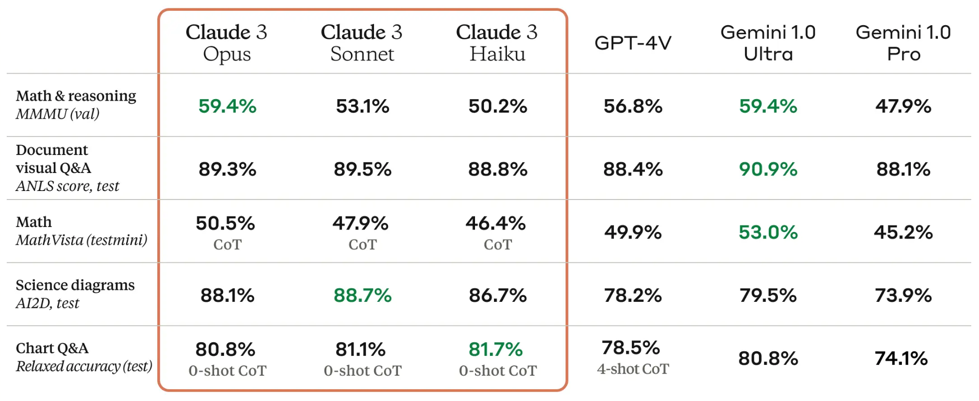 Claude 3 Opus
Claude 3 Sonnet
Claude 3 Haiku
GPT-4V
Gemini 1.0 Ultra
Gemini 1.0 Pro
Math & reasoning
MMMU (val)
59.4%
53.1%
50.2%
56.8%
59.4%
47.9%
Document
visual Q&A
ANLS score, test
89.3%
89.5%
88.8%
88.4%
90.9%
88.1%
Math
MathVista (testmini)
50.5%
CoT
47.9%
CoT
46.4%
CoT
49.9%
53.0%
45.2%
Science diagrams
AI2D, test
88.1%
88.7%
86.7%
78.2%
79.5%
73.9%
Chart Q&A
Relaxed accuracy (test)
80.8%
0-shot CoT
81.1%
0-shot CoT
81.7%
0-shot CoT
78.5%
4-shot CoT
80.8%
74.1%